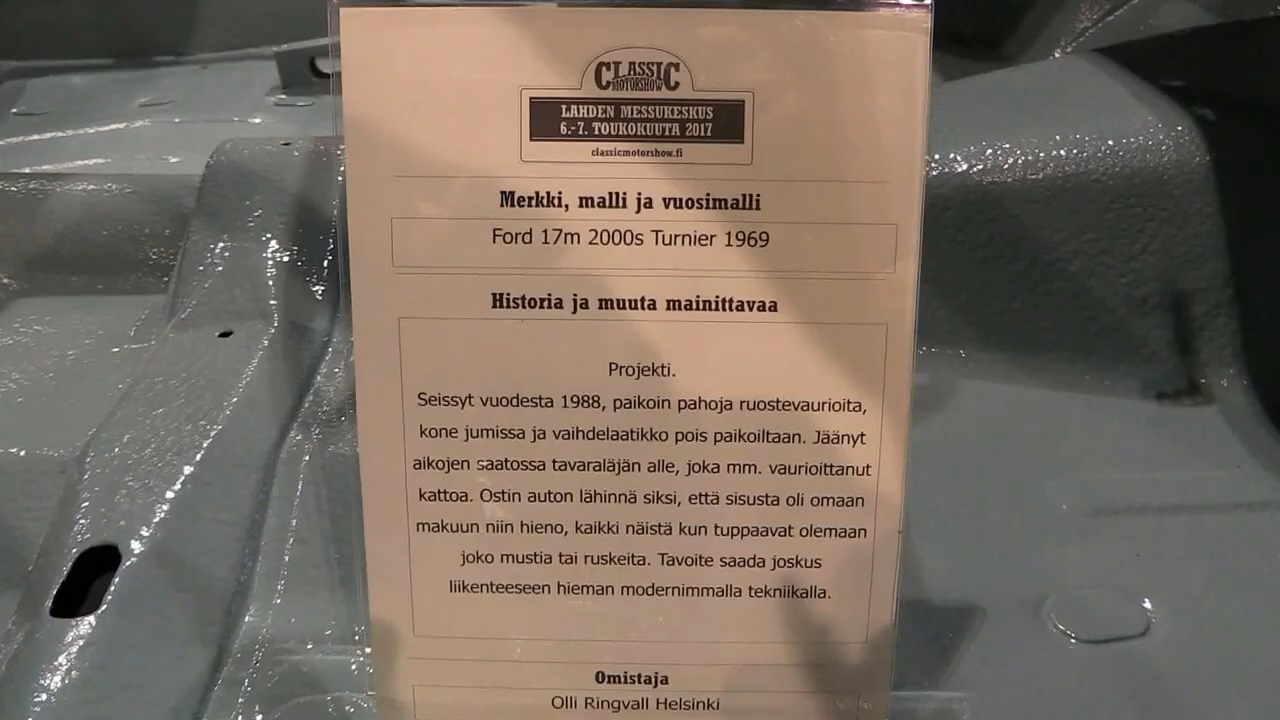 CLASSIC
MOTORSHOW
LAHDEN MESSUKESKUS
6.-7. TOUKOKUUTA 2017
classicmotorshow.fi
Merkki, malli ja vuosimalli
Ford 17m 2000s Turnier 1969
Historia ja muuta mainittavaa
Projekti.
Seissyt vuodesta 1988, paikoin pahoja ruostevaurioita,
kone jumissa ja vaihdelaatikko pois paikoiltaan. Jäänyt
aikojen saatossa tavaraläjän alle, joka mm. vaurioittanut
kattoa. Ostin auton lähinnä siksi, että sisusta oli omaan
makuun niin hieno, kaikki näistä kun tuppaavat olemaan
joko mustia tai ruskeita. Tavoite saada joskus
liikenteeseen hieman modernimmalla tekniikalla.
Omistaja
Olli Ringvall Helsinki